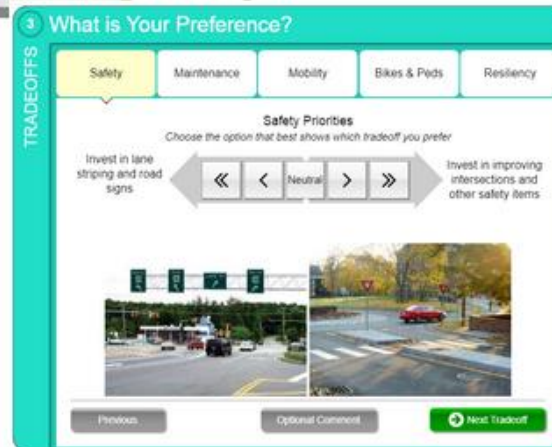 3 What is Your Preference?
TRADEOFFS
Safety
Maintenance
Mobility
Bikes & Peds
Resiliency
Safety Priorities
Choose the option that best shows which tradeoff you prefer
Invest in lane
striping and road
signs
« < Neutral > »
Invest in improving
intersections and
other safety items
Previous
Optional Comment
Next Tradeoff